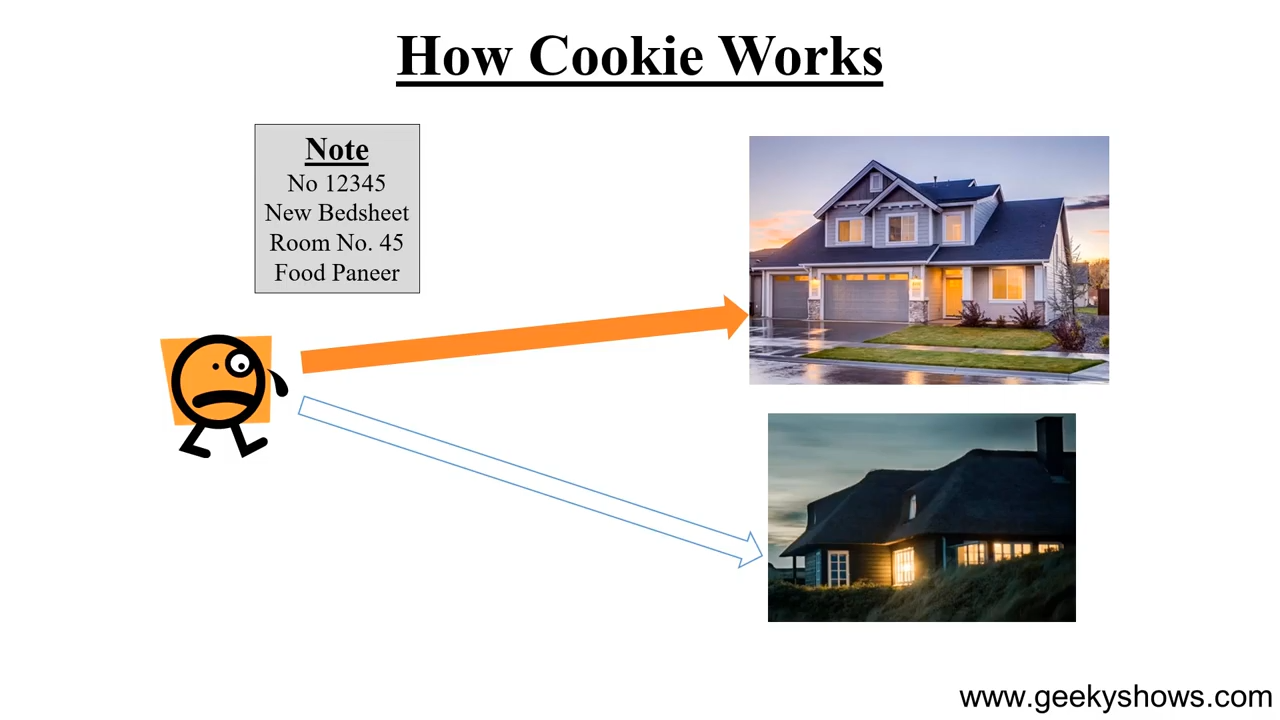 How Cookie Works
Note
No 12345
New Bedsheet
Room No. 45
Food Paneer
www.geekyshows.com